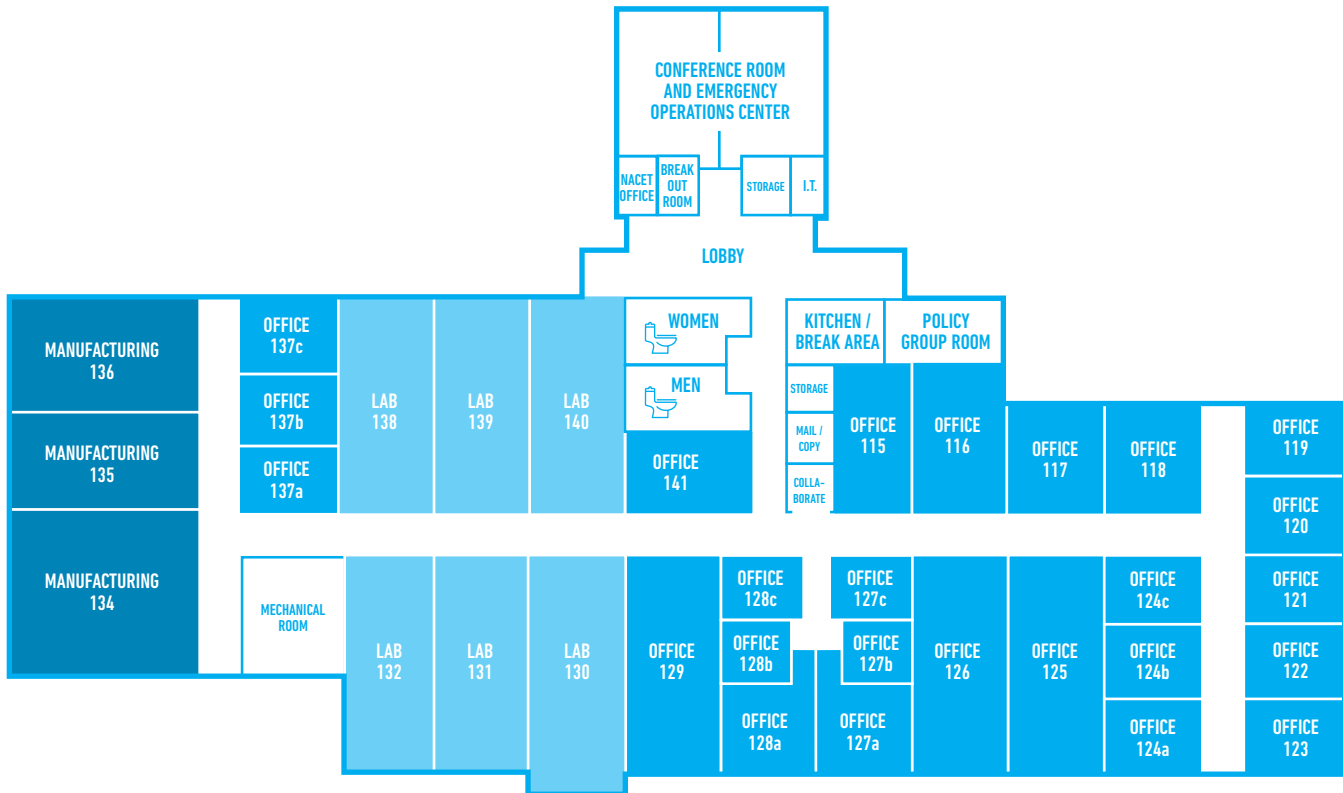 CONFERENCE ROOM
AND EMERGENCY
OPERATIONS CENTER
NACET
OFFICE
BREAK
OUT
ROOM
STORAGE
I.T.
LOBBY
MANUFACTURING
136
OFFICE
137c
LAB
138
LAB
139
LAB
140
WOMEN
MEN
KITCHEN /
BREAK AREA
POLICY
GROUP ROOM
OFFICE
137b
STORAGE
MANUFACTURING
135
OFFICE
137a
OFFICE
141
MAIL /
COPY
COLLA-
BORATE
OFFICE
115
OFFICE
116
OFFICE
117
OFFICE
118
OFFICE
119
OFFICE
120
MANUFACTURING
134
MECHANICAL
ROOM
LAB
132
LAB
131
LAB
130
OFFICE
129
OFFICE
128c
OFFICE
128b
OFFICE
128a
OFFICE
127c
OFFICE
127b
OFFICE
127a
OFFICE
126
OFFICE
125
OFFICE
124c
OFFICE
124b
OFFICE
124a
OFFICE
121
OFFICE
122
OFFICE
123